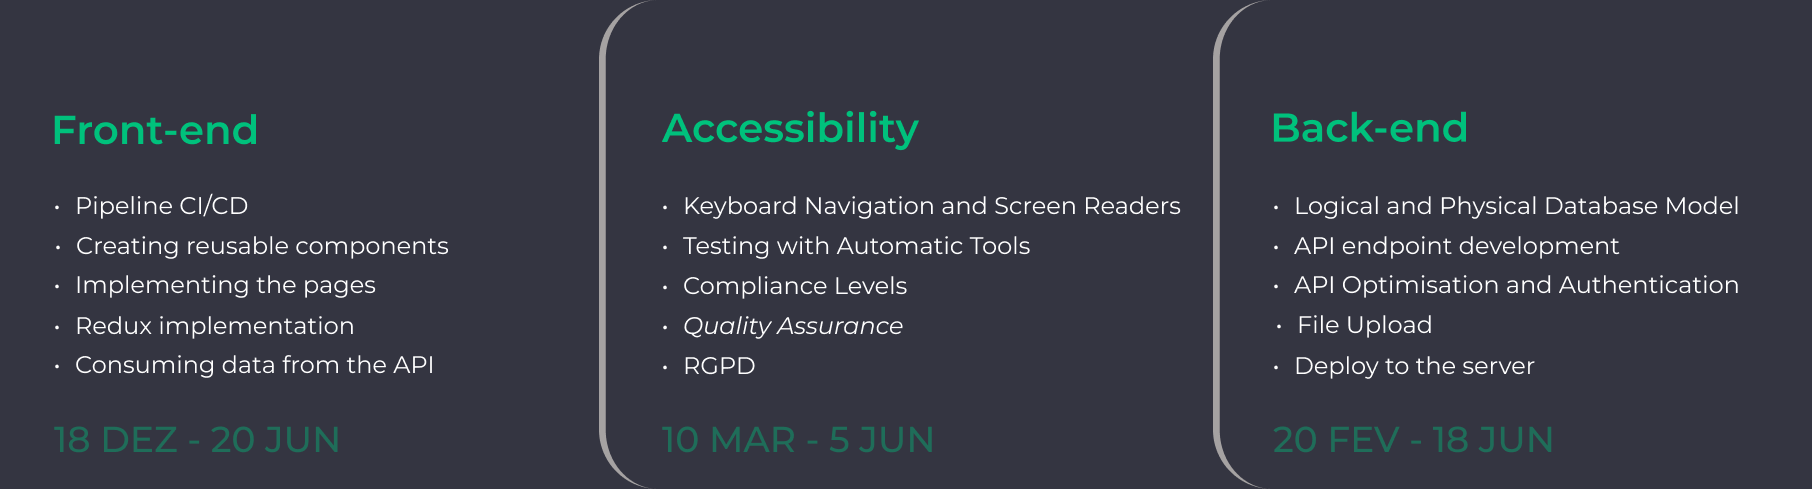 Front-end
• Pipeline CI/CD
• Creating reusable components
• Implementing the pages
• Redux implementation
• Consuming data from the API
18 DEZ - 20 JUN
Accessibility
• Keyboard Navigation and Screen Readers
• Testing with Automatic Tools
• Compliance Levels
• Quality Assurance
• RGPD
10 MAR - 5 JUN
Back-end
• Logical and Physical Database Model
• API endpoint development
• API Optimisation and Authentication
• File Upload
• Deploy to the server
20 FEV - 18 JUN